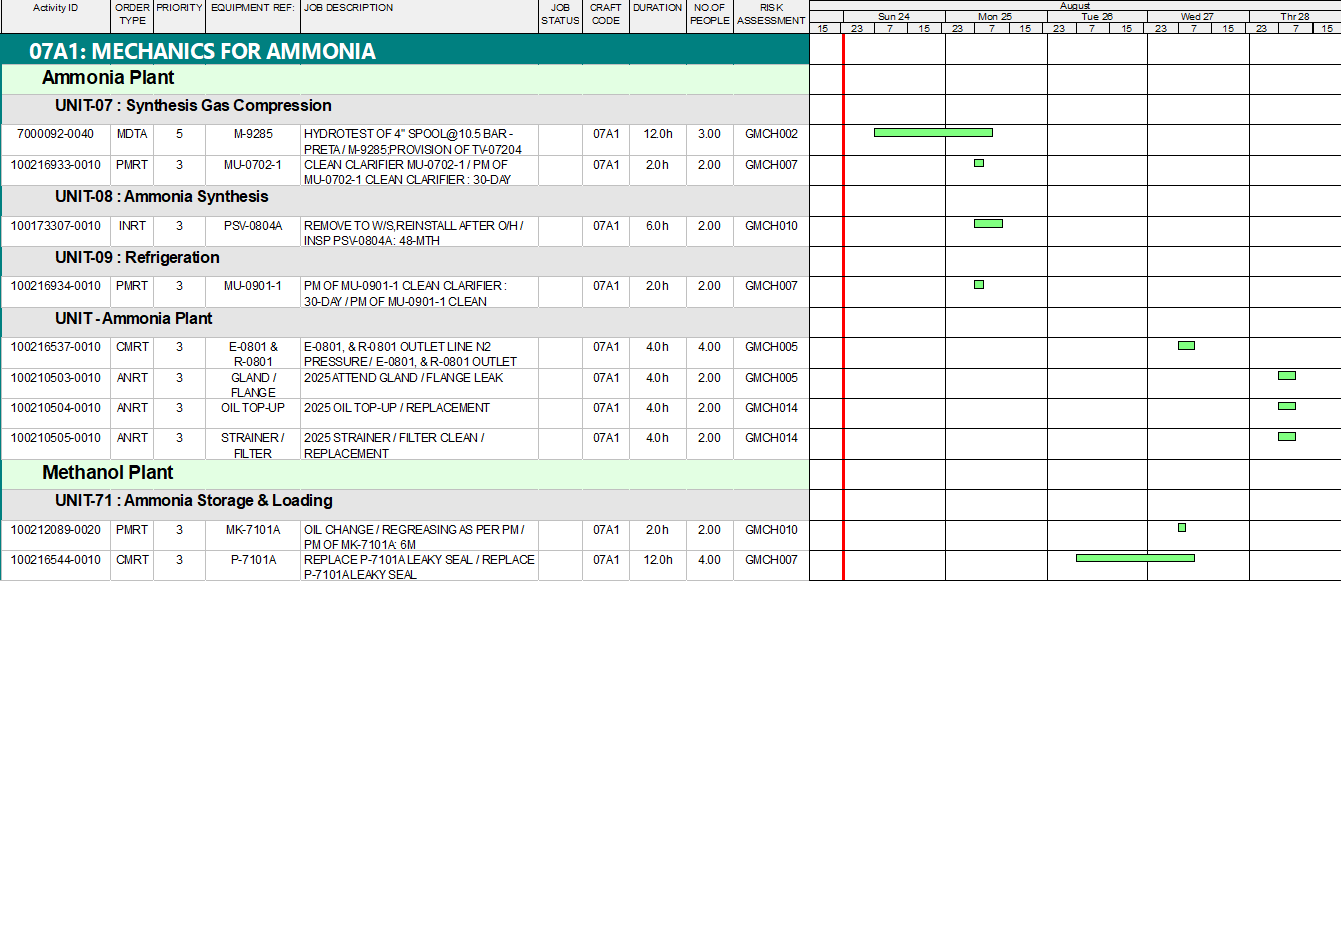 August
Activity ID ORDER TYPE PRIORITY EQUIPMENT REF: JOB DESCRIPTION JOB STATUS CRAFT CODE DURATION NO.OF PEOPLE RISK ASSESSMENT
Sun 24 Mon 25 Tue 26 Wed 27 Thr 28
15 23 7 15 23 7 15 23 7 15 23 7 15 23 7 15
07A1: MECHANICS FOR AMMONIA
Ammonia Plant
UNIT-07 : Synthesis Gas Compression
7000092-0040 MDTA 5 M-9285 HYDROTEST OF 4" SPOOL@10.5 BAR - 07A1 12.0h 3.00 GMCH002
PRETA / M-9285;PROVISION OF TV-07204
100216933-0010 PMRT 3 MU-0702-1 CLEAN CLARIFIER MU-0702-1 / PM OF 07A1 2.0h 2.00 GMCH007
MU-0702-1 CLEAN CLARIFIER : 30-DAY
UNIT-08 : Ammonia Synthesis
100173307-0010 INRT 3 PSV-0804A REMOVE TO W/S,REINSTALL AFTER O/H / 07A1 6.0h 2.00 GMCH010
INSP PSV-0804A: 48-MTH
UNIT-09 : Refrigeration
100216934-0010 PMRT 3 MU-0901-1 PM OF MU-0901-1 CLEAN CLARIFIER : 07A1 2.0h 2.00 GMCH007
30-DAY / PM OF MU-0901-1 CLEAN
UNIT - Ammonia Plant
100216537-0010 CMRT 3 E-0801 & E-0801, & R-0801 OUTLET LINE N2 07A1 4.0h 4.00 GMCH005
R-0801 PRESSURE / E-0801, & R-0801 OUTLET
100210503-0010 ANRT 3 GLAND / 2025 ATTEND GLAND / FLANGE LEAK 07A1 4.0h 2.00 GMCH005
FLANGE
100210504-0010 ANRT 3 OIL TOP-UP 2025 OIL TOP-UP / REPLACEMENT 07A1 4.0h 2.00 GMCH014
100210505-0010 ANRT 3 STRAINER / 2025 STRAINER / FILTER CLEAN / 07A1 4.0h 2.00 GMCH014
FILTER REPLACEMENT
Methanol Plant
UNIT-71 : Ammonia Storage & Loading
100212089-0020 PMRT 3 MK-7101A OIL CHANGE / REGREASING AS PER PM / 07A1 2.0h 2.00 GMCH010
PM OF MK-7101A: 6M
100216544-0010 CMRT 3 P-7101A REPLACE P-7101A LEAKY SEAL / REPLACE 07A1 12.0h 4.00 GMCH007
P-7101A LEAKY SEAL